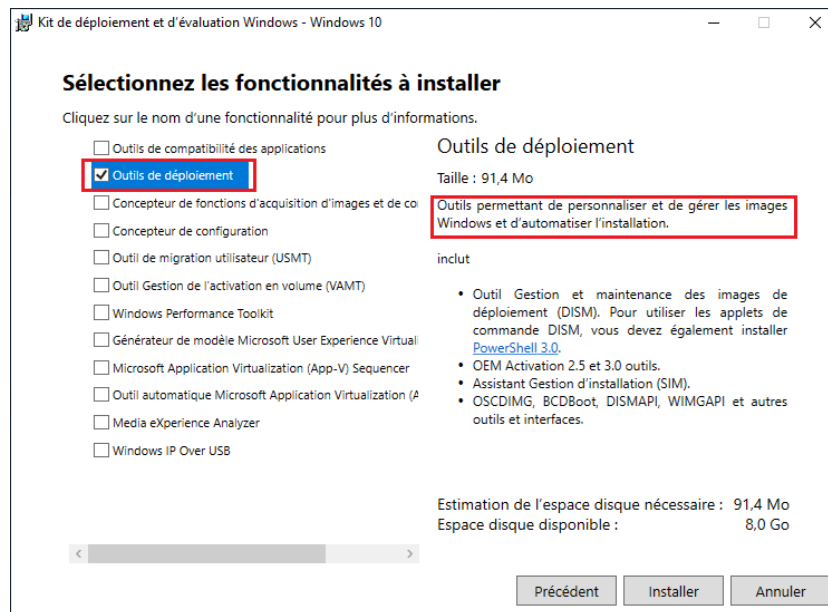 Kit de déploiement et d'évaluation Windows - Windows 10
Sélectionnez les fonctionnalités à installer
Cliquez sur le nom d'une fonctionnalité pour plus d'informations.
Outils de compatibilité des applications
Outils de déploiement
Concepteur de fonctions d'acquisition d'images et de co
Concepteur de configuration
Outil de migration utilisateur (USMT)
Outil Gestion de l'activation en volume (VAMT)
Windows Performance Toolkit
Générateur de modèle Microsoft User Experience Virtuali
Microsoft Application Virtualization (App-V) Sequencer
Outil automatique Microsoft Application Virtualization (A
Media eXperience Analyzer
Windows IP Over USB
Outils de déploiement
Taille : 91,4 Mo
Outils permettant de personnaliser et de gérer les images
Windows et d'automatiser l'installation.
inclut
• Outil Gestion et maintenance des images de
déploiement (DISM). Pour utiliser les applets de
commande DISM, vous devez également installer
PowerShell 3.0.
• OEM Activation 2.5 et 3.0 outils.
• Assistant Gestion d'installation (SIM).
• OSCDIMG, BCDBoot, DISMAPI, WIMGAPI et autres
outils et interfaces.
Estimation de l'espace disque nécessaire : 91,4 Mo
Espace disque disponible : 8,0 Go
Précédent Installer Annuler